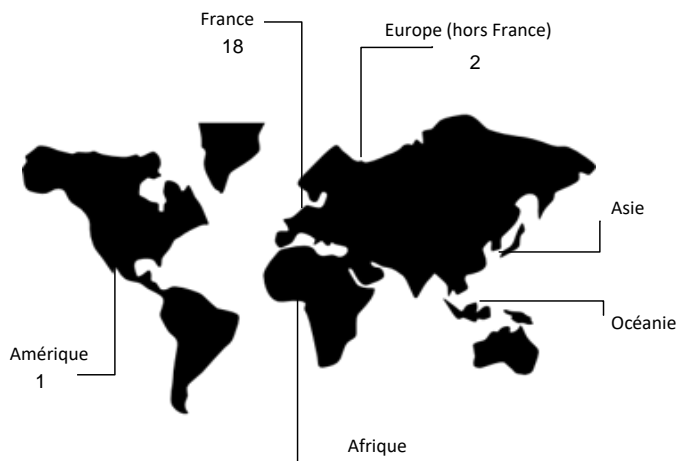 France
18
Europe (hors France)
2
Asie
Océanie
Amérique
1
Afrique